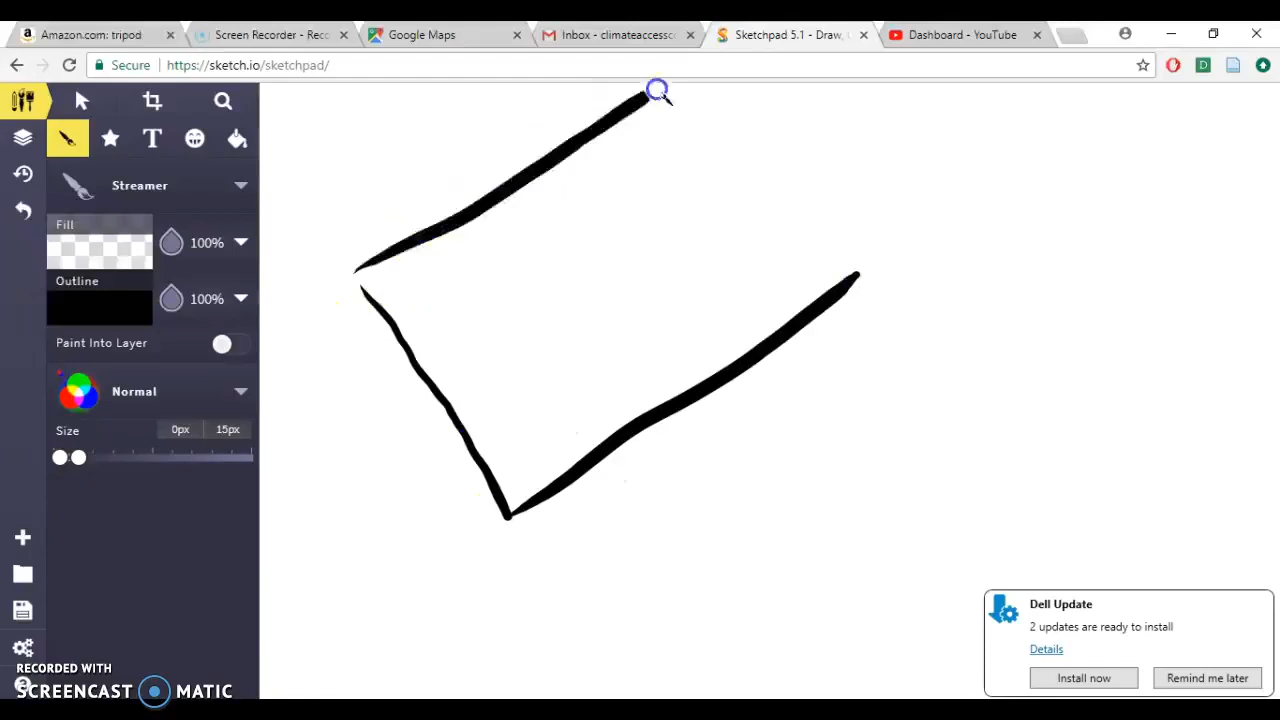 Amazon.com: tripod
Screen Recorder - Reco
Google Maps
Inbox - climateaccessco
Sketchpad 5.1 - Draw,
Dashboard - YouTube
Secure
https://sketch.io/sketchpad/
Streamer
Fill
100%
Outline
100%
Paint Into Layer
Normal
Size
0px
15px
Dell Update
2 updates are ready to install
Details
Install now
Remind me later
RECORDED WITH
SCREENCAST MATIC